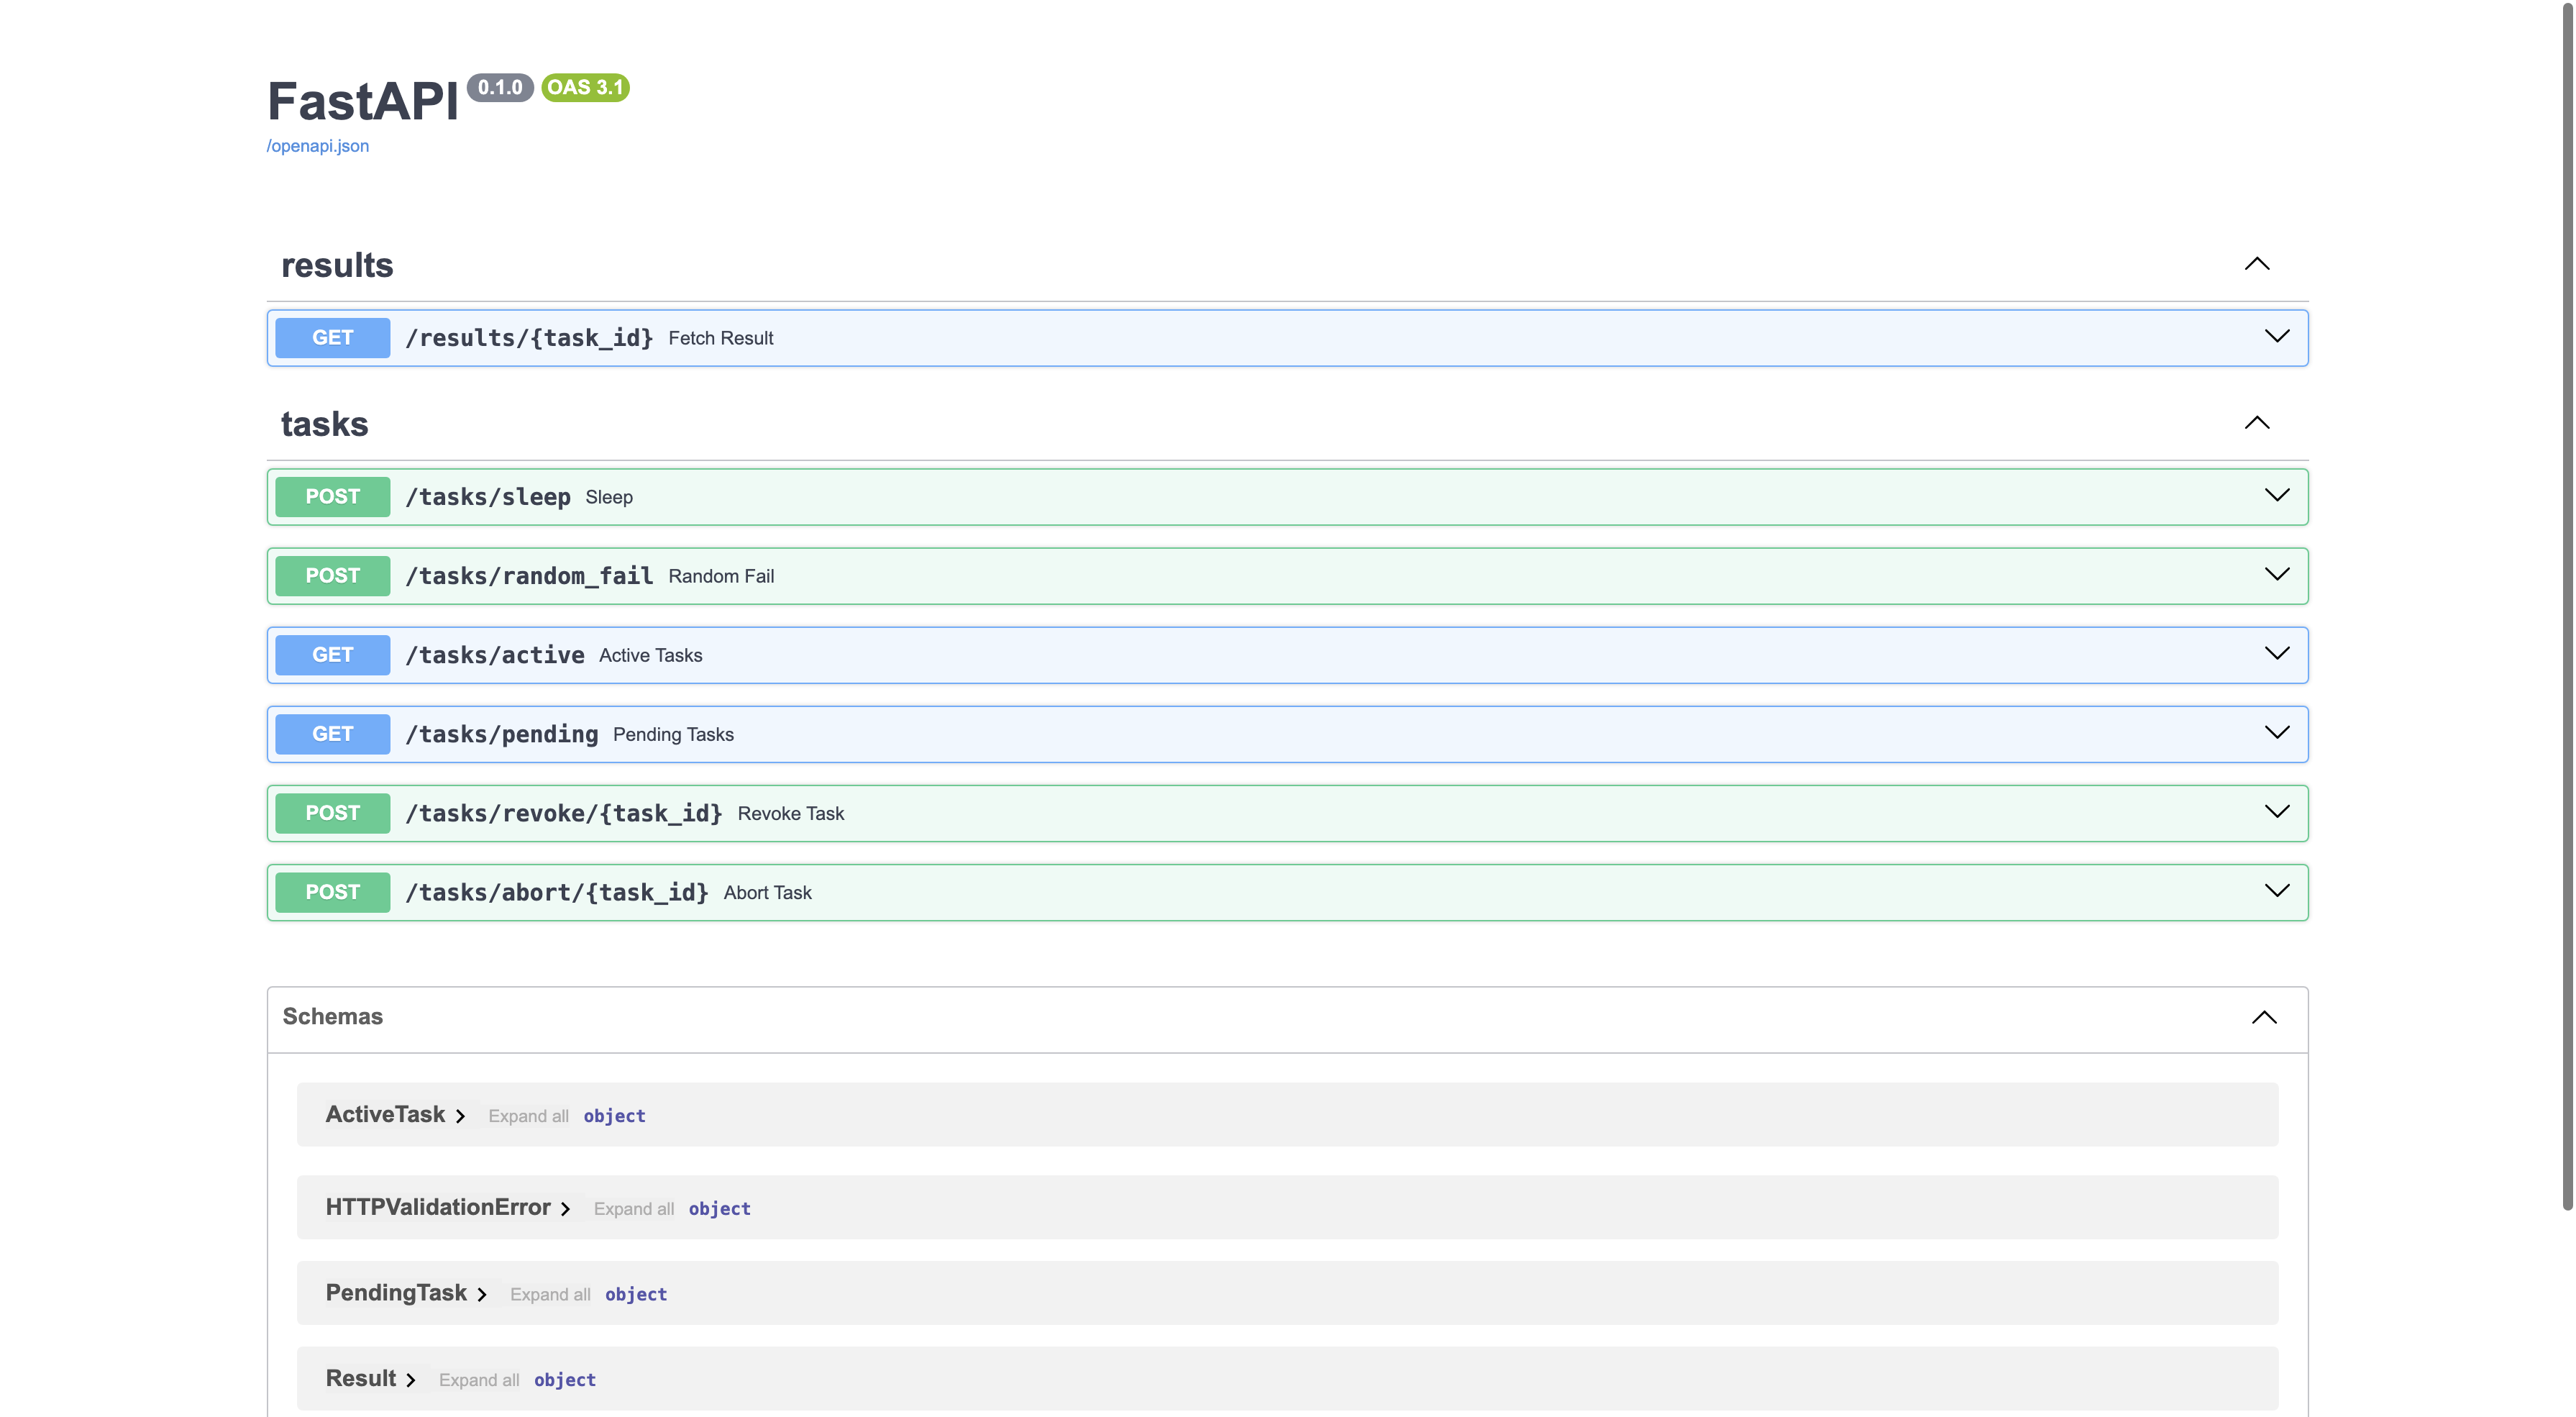 FastAPI 0.1.0 OAS 3.1
/openapi.json
results
GET /results/{task_id} Fetch Result
tasks
POST /tasks/sleep Sleep
POST /tasks/random_fail Random Fail
GET /tasks/active Active Tasks
GET /tasks/pending Pending Tasks
POST /tasks/revoke/{task_id} Revoke Task
POST /tasks/abort/{task_id} Abort Task
Schemas
ActiveTask Expand all object
HTTPValidationError Expand all object
PendingTask Expand all object
Result Expand all object